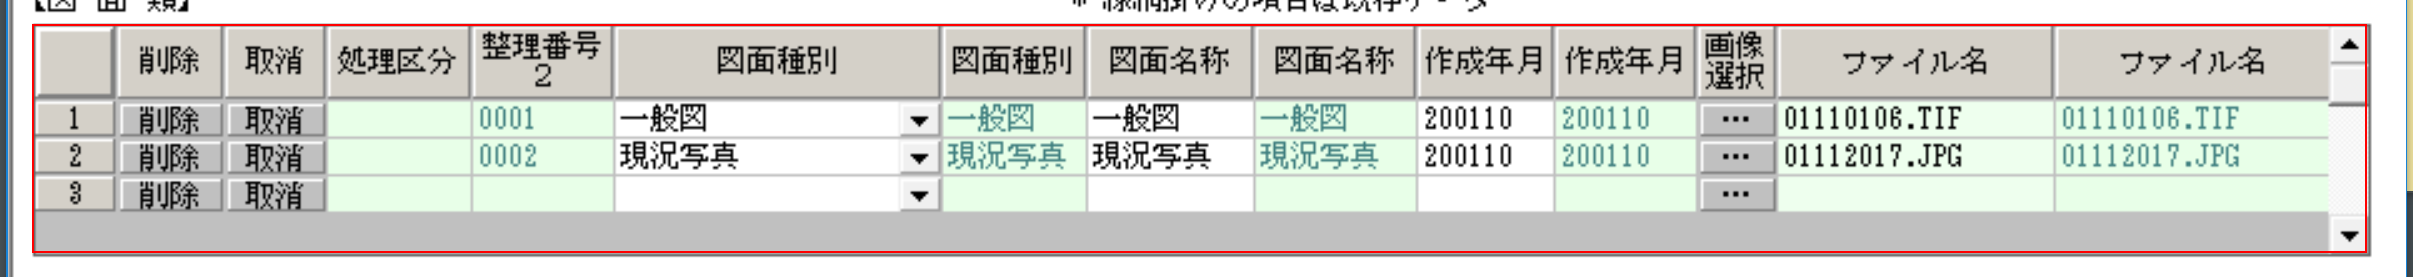 【図 面 類】
削除 取消 処理区分 整理番号2 図面種別 図面種別 図面名称 図面名称 作成年月 作成年月 画像選択 ファイル名 ファイル名
1 削除 取消 0001 一般図 一般図 一般図 一般図 200110 200110 ... 01110106.TIF 01110106.TIF
2 削除 取消 0002 現況写真 現況写真 現況写真 現況写真 200110 200110 ... 01112017.JPG 01112017.JPG
3 削除 取消 ...